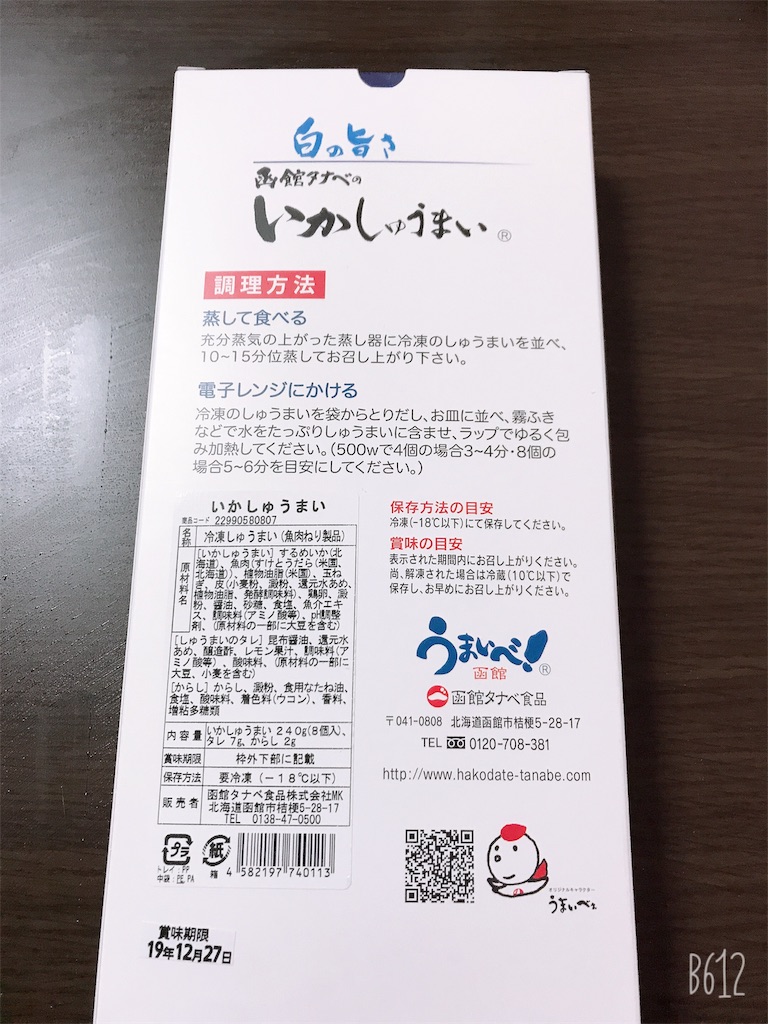 白の旨さ
函館タナベの
いかしゅうまい®
調理方法
蒸して食べる
充分蒸気の上がった蒸し器に冷凍のしゅうまいを並べ、
10~15分位蒸してお召し上がり下さい。
電子レンジにかける
冷凍のしゅうまいを袋からとりだし、お皿に並べ、霧ふき
などで水をたっぷりしゅうまいに含ませ、ラップでゆるく包
み加熱してください。(500wで4個の場合3~4分・8個の
場合5~6分を目安にしてください。)
いかしゅうまい
商品コード 22990580807
名称 冷凍しゅうまい(魚肉ねり製品)
原材料名
[いかしゅうまい]するめいか(北
海道)、魚肉(すけとうだら(米国、
北海道))、植物油脂(米国)、玉ね
ぎ、皮(小麦粉、澱粉、還元水あめ、
植物油脂、発酵調味料)、鶏卵、澱
粉、醤油、砂糖、食塩、魚介エキ
ス、調味料(アミノ酸等)、pH調整
剤、(原材料の一部に大豆を含む)
[しゅうまいのタレ]昆布醤油、還元水
あめ、醸造酢、レモン果汁、調味料(ア
ミノ酸等)、酸味料、(原材料の一部に
大豆、小麦を含む)
[からし]からし、澱粉、食用なたね油、
食塩、酸味料、着色料(ウコン)、香料、
増粘多糖類
内容量 いかしゅうまい 240g(8個入)、
タレ 7g、からし 2g
賞味期限 枠外下部に記載
保存方法 要冷凍(-18℃以下)
販売者 函館タナベ食品株式会社MK
北海道函館市桔梗5-28-17
TEL 0138-47-0500
プラ
トレイ:PP
中袋:PE,PA
紙
箱
4 582197 740113
保存方法の目安
冷凍(-18℃以下)にて保存してください。
賞味の目安
表示された期間内にお召し上がりください。
尚、解凍された場合は冷蔵(10℃以下)で
保存し、お早めにお召し上がりください。
うまいべ!®
函館
函館タナベ食品
〒041-0808 北海道函館市桔梗5-28-17
TEL 0120-708-381
http://www.hakodate-tanabe.com
オリジナルキャラクター
うまいべぇ
賞味期限
19年12月27日
B612